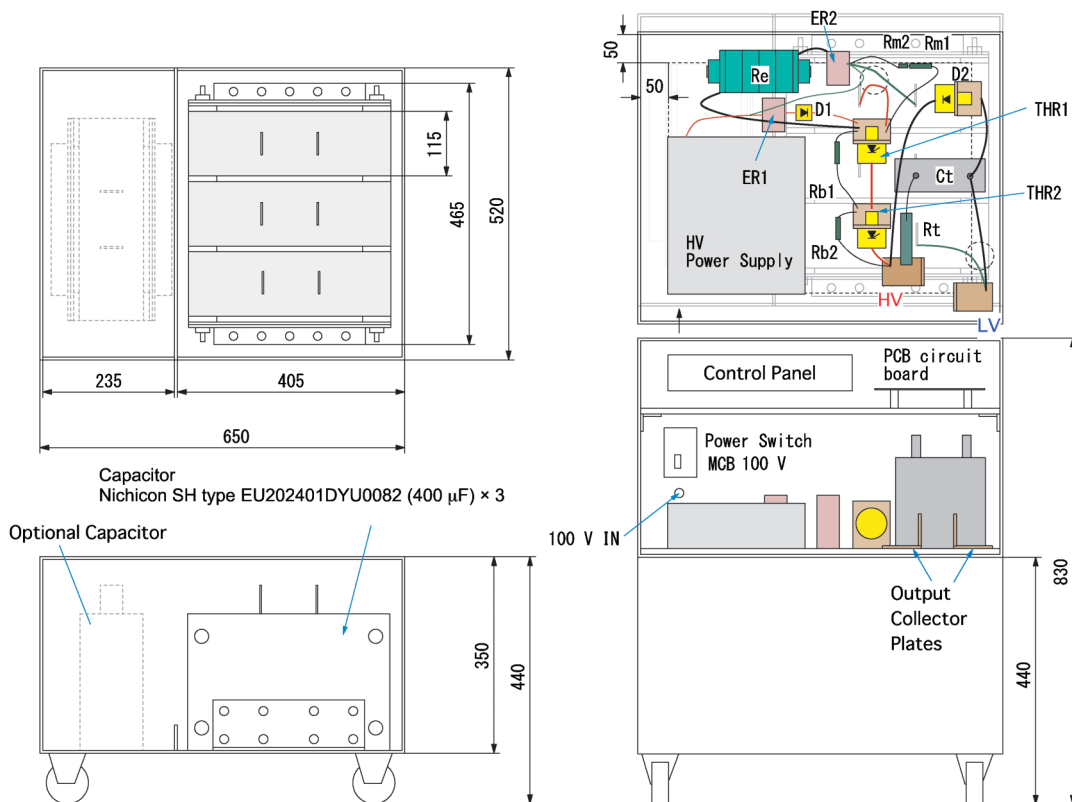 115
465
520
235
405
650
Capacitor
Nichicon SH type EU202401DYU0082 (400 μF) × 3
Optional Capacitor
350
440
50
50
ER2
Rm2
Rm1
Re
D2
D1
THR1
ER1
Ct
Rb1
THR2
Rt
Rb2
HV
Power Supply
HV
LV
Control Panel
PCB circuit
board
Power Switch
MCB 100 V
100 V IN
Output
Collector
Plates
830
440